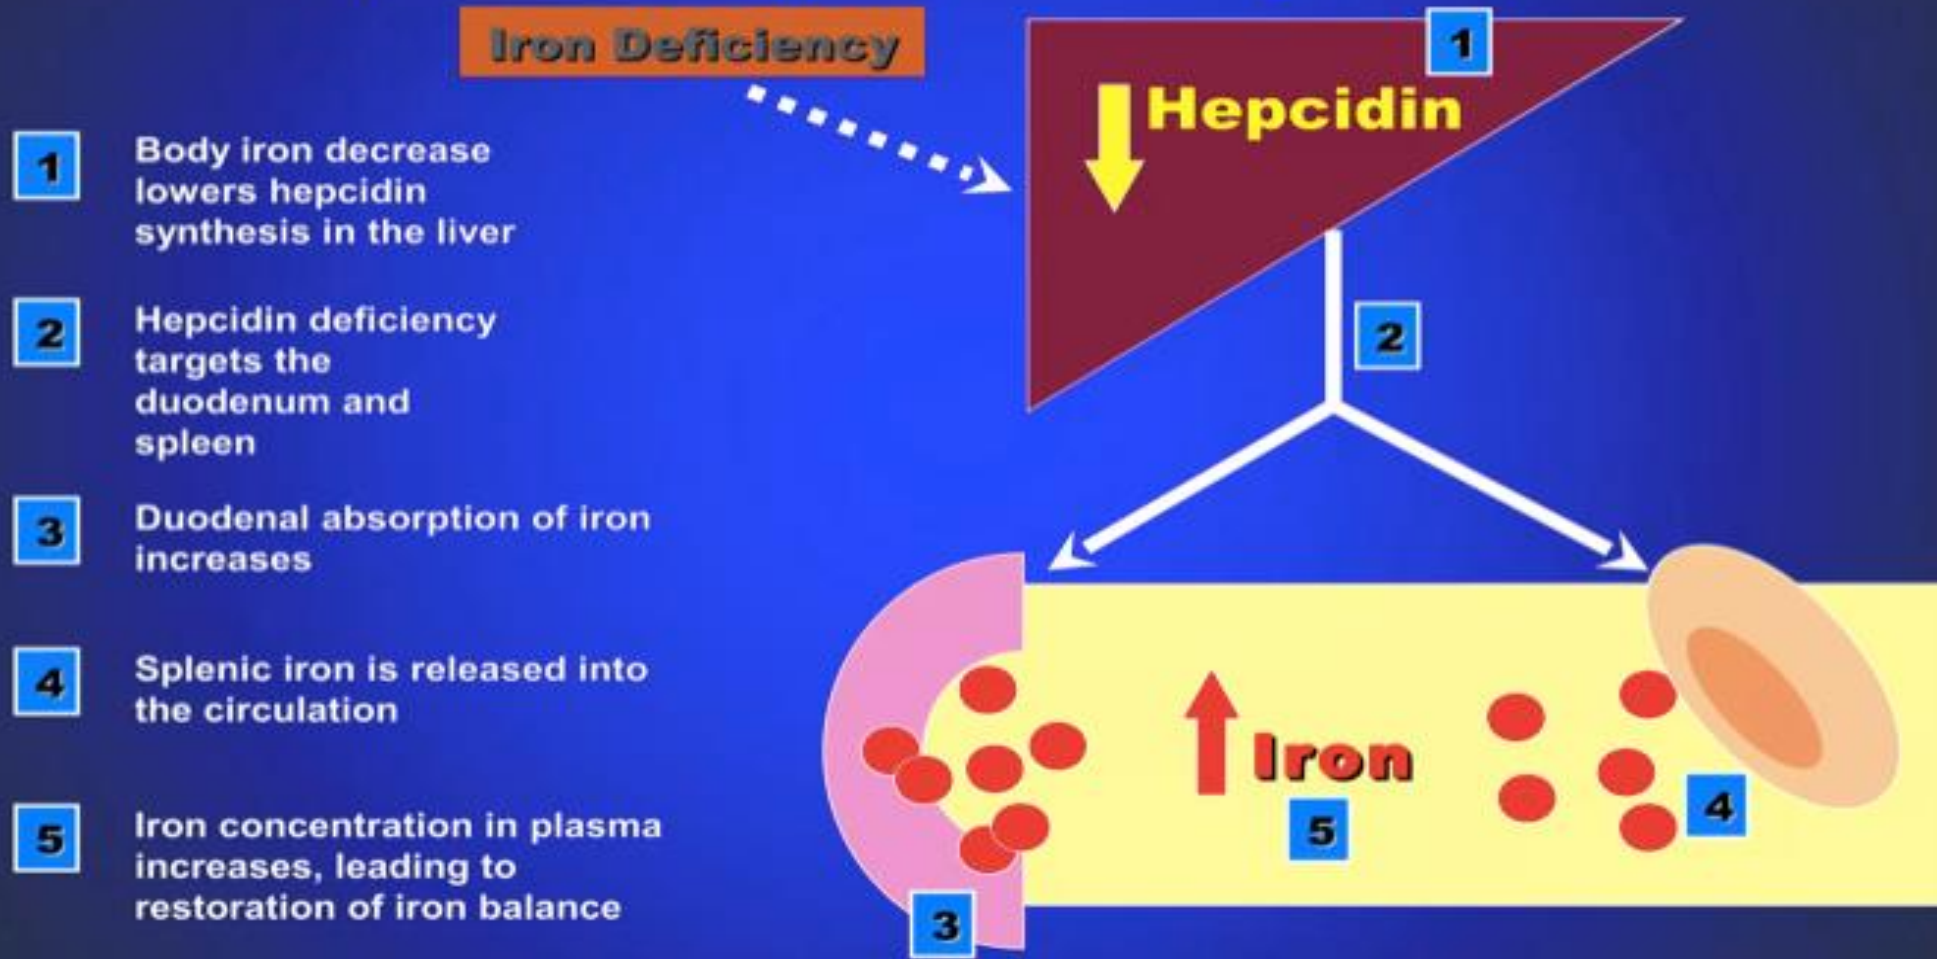 Iron Deficiency
1
Hepcidin
1
Body iron decrease
lowers hepcidin
synthesis in the liver
2
Hepcidin deficiency
targets the
duodenum and
spleen
2
3
Duodenal absorption of iron
increases
4
Splenic iron is released into
the circulation
Iron
5
4
5
Iron concentration in plasma
increases, leading to
restoration of iron balance
3